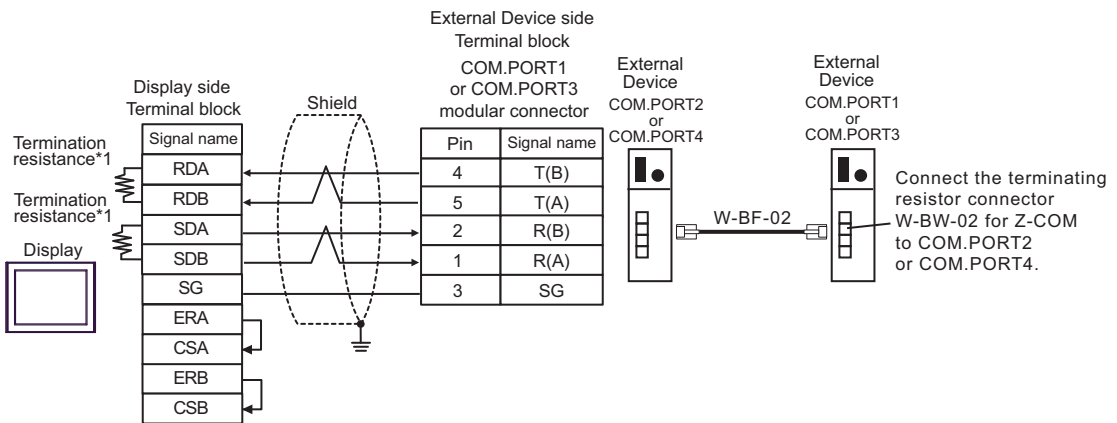 External Device side
Terminal block
COM.PORT1
or COM.PORT3
modular connector
Display side
Terminal block
Shield
External
Device
COM.PORT2
or
COM.PORT4
External
Device
COM.PORT1
or
COM.PORT3
Termination
resistance*1
Termination
resistance*1
Display
Signal name
RDA
RDB
SDA
SDB
SG
ERA
CSA
ERB
CSB
Pin Signal name
4 T(B)
5 T(A)
2 R(B)
1 R(A)
3 SG
W-BF-02
Connect the terminating
resistor connector
W-BW-02 for Z-COM
to COM.PORT2
or COM.PORT4.